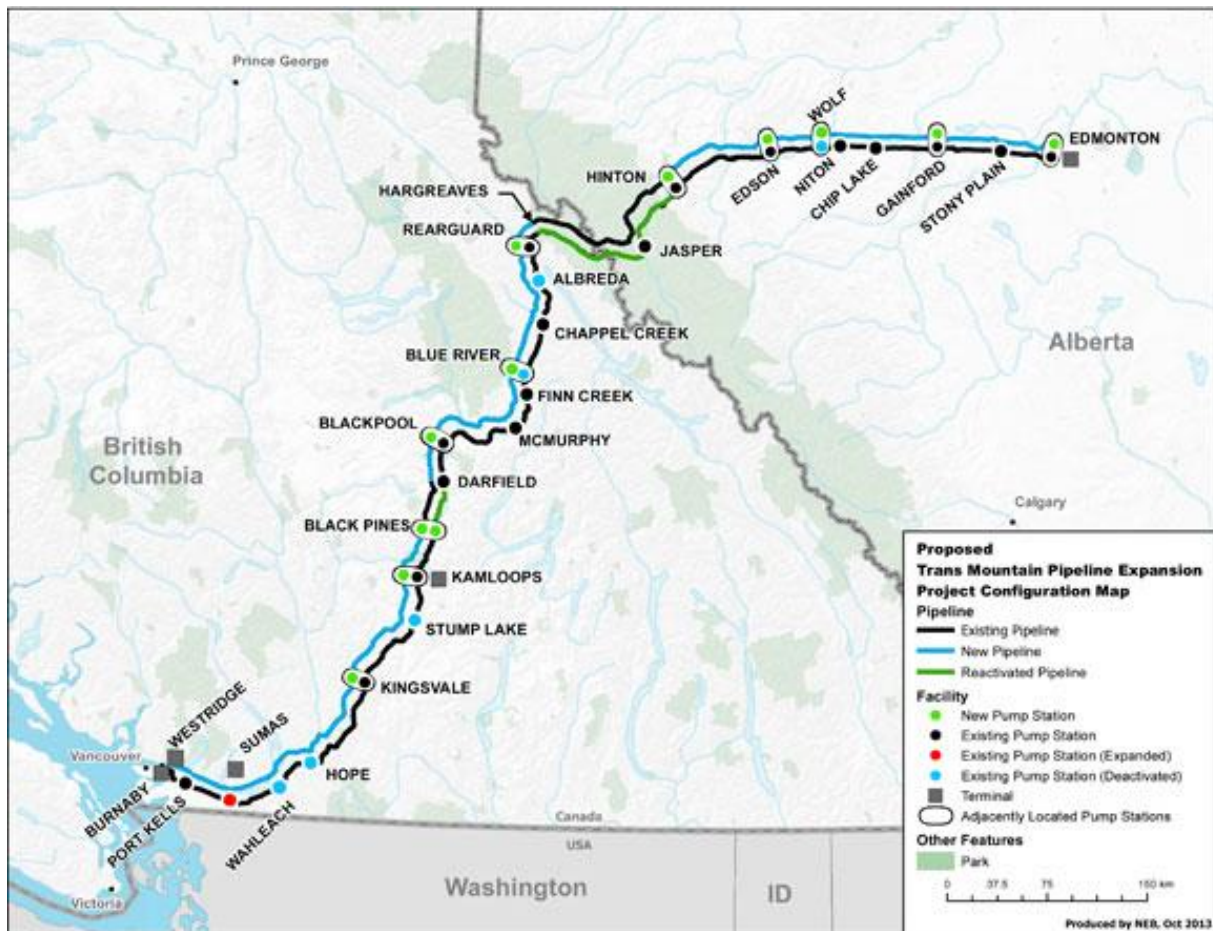 Prince George
WOLF
EDMONTON
HINTON
EDSON
NITON
CHIP LAKE
GAINFORD
STONY PLAIN
HARGREAVES
REARGUARD
JASPER
ALBREDA
CHAPPEL CREEK
Alberta
BLUE RIVER
FINN CREEK
BLACKPOOL
MCMURPHY
British
Columbia
DARFIELD
Calgary
BLACK PINES
KAMLOOPS
STUMP LAKE
KINGSVALE
WESTRIDGE
SUMAS
Vancouver
HOPE
BURNABY
PORT KELLS
WAHLEACH
Canada
USA
Washington
ID
Victoria
Proposed
Trans Mountain Pipeline Expansion
Project Configuration Map
Pipeline
Existing Pipeline
New Pipeline
Reactivated Pipeline
Facility
New Pump Station
Existing Pump Station
Existing Pump Station (Expanded)
Existing Pump Station (Deactivated)
Terminal
Adjacently Located Pump Stations
Other Features
Park
0 37.5 75 150 km
Produced by NEB, Oct 2013